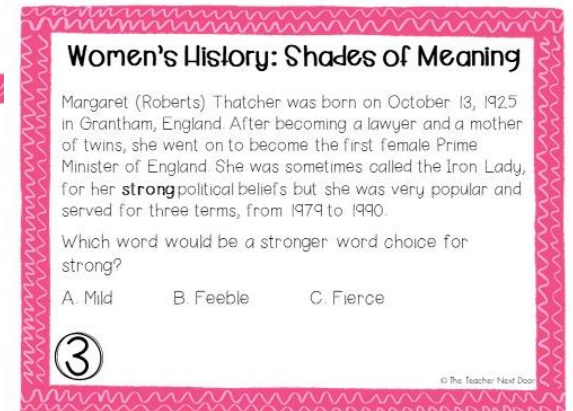 Women's History: Shades of Meaning
Margaret (Roberts) Thatcher was born on October 13, 1925
in Grantham, England. After becoming a lawyer and a mother
of twins, she went on to become the first female Prime
Minister of England. She was sometimes called the Iron Lady,
for her strong political beliefs but she was very popular and
served for three terms, from 1979 to 1990.
Which word would be a stronger word choice for
strong?
A. Mild B. Feeble C. Fierce
3
© The Teacher Next Door